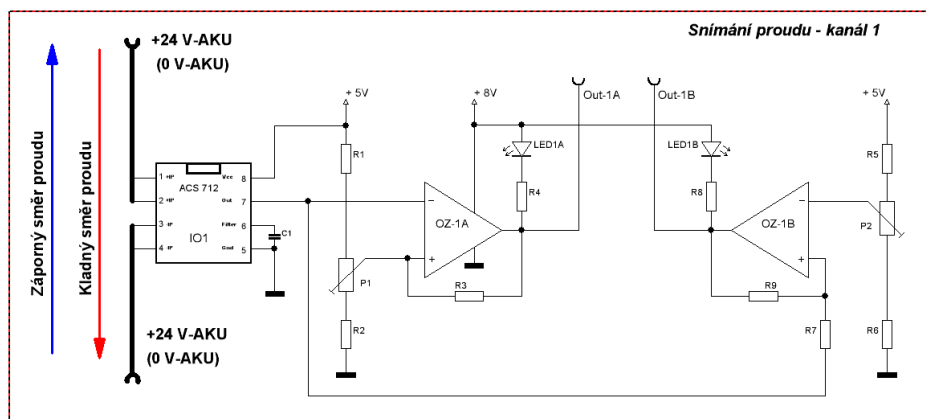 Snímání proudu - kanál 1
+24 V-AKU
(0 V-AKU)
Záporný směr proudu
Kladný směr proudu
Out-1A
Out-1B
+ 5V
+ 8V
+ 5V
R1
LED1A
LED1B
R5
1 +IP Vcc 8
ACS 712
2 +IP Out 7
3 -IP Filter 6
IO1
4 -IP Gnd 5
C1
R4
R8
OZ-1A
OZ-1B
P2
P1
R3
R9
R2
R7
R6
+24 V-AKU
(0 V-AKU)